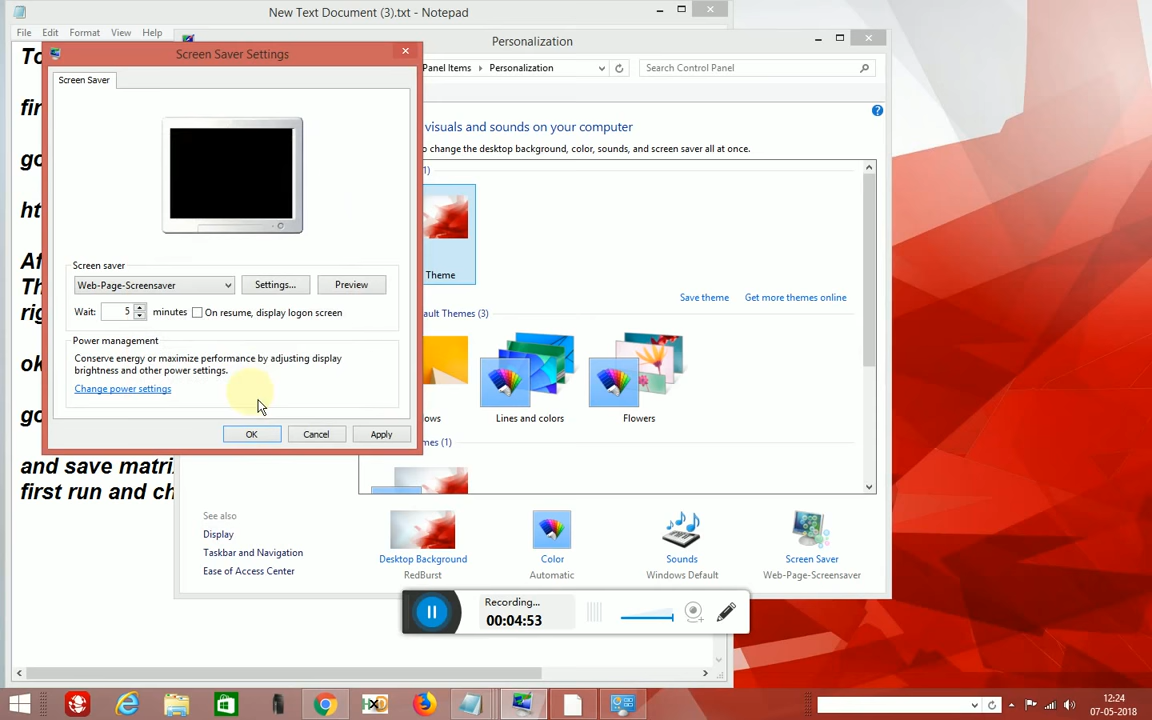 New Text Document (3).txt - Notepad
File Edit Format View Help
Personalization
Screen Saver Settings
Panel Items Personalization
Search Control Panel
Screen Saver
visuals and sounds on your computer
to change the desktop background, color, sounds, and screen saver all at once.
1)
Theme
Save theme Get more themes online
ault Themes (3)
ows Lines and colors Flowers
mes (1)
Screen saver
Web-Page-Screensaver Settings... Preview
Wait: 5 minutes On resume, display logon screen
Power management
Conserve energy or maximize performance by adjusting display
brightness and other power settings.
Change power settings
OK Cancel Apply
To
fir
go
ht
Af
Th
rig
ok
go
and save matri
first run and ch
See also
Display
Taskbar and Navigation
Ease of Access Center
Desktop Background Color Sounds Screen Saver
RedBurst Automatic Windows Default Web-Page-Screensaver
Recording...
00:04:53
HXD
12:24
07-05-2018